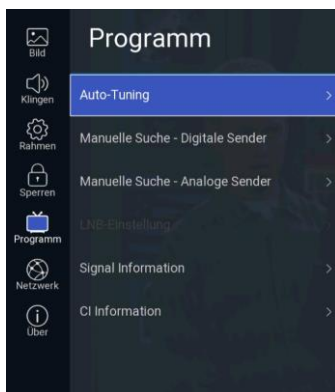 Programm
Bild
Klingen
Rahmen
Sperren
Programm
Netzwerk
Über
Auto-Tuning
Manuelle Suche - Digitale Sender
Manuelle Suche - Analoge Sender
LNB-Einstellung
Signal Information
CI Information